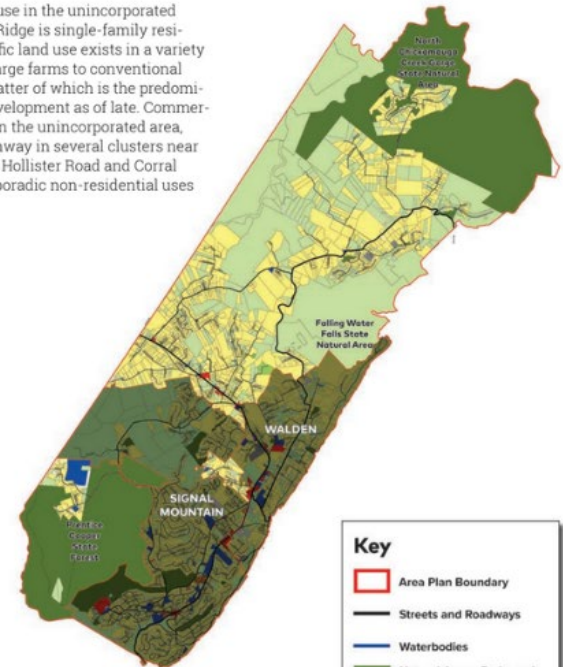 use in the unincorporated
Ridge is single-family resi-
fic land use exists in a variety
arge farms to conventional
atter of which is the predomi-
velopment as of late. Commer-
n the unincorporated area,
nway in several clusters near
Hollister Road and Corral
poradic non-residential uses
North
Chickamauga
Creek Gorge
State Natural
Area
Falling Water
Falls State
Natural Area
WALDEN
SIGNAL
MOUNTAIN
Prentice
Cooper
State
Forest
Key
Area Plan Boundary
Streets and Roadways
Waterbodies